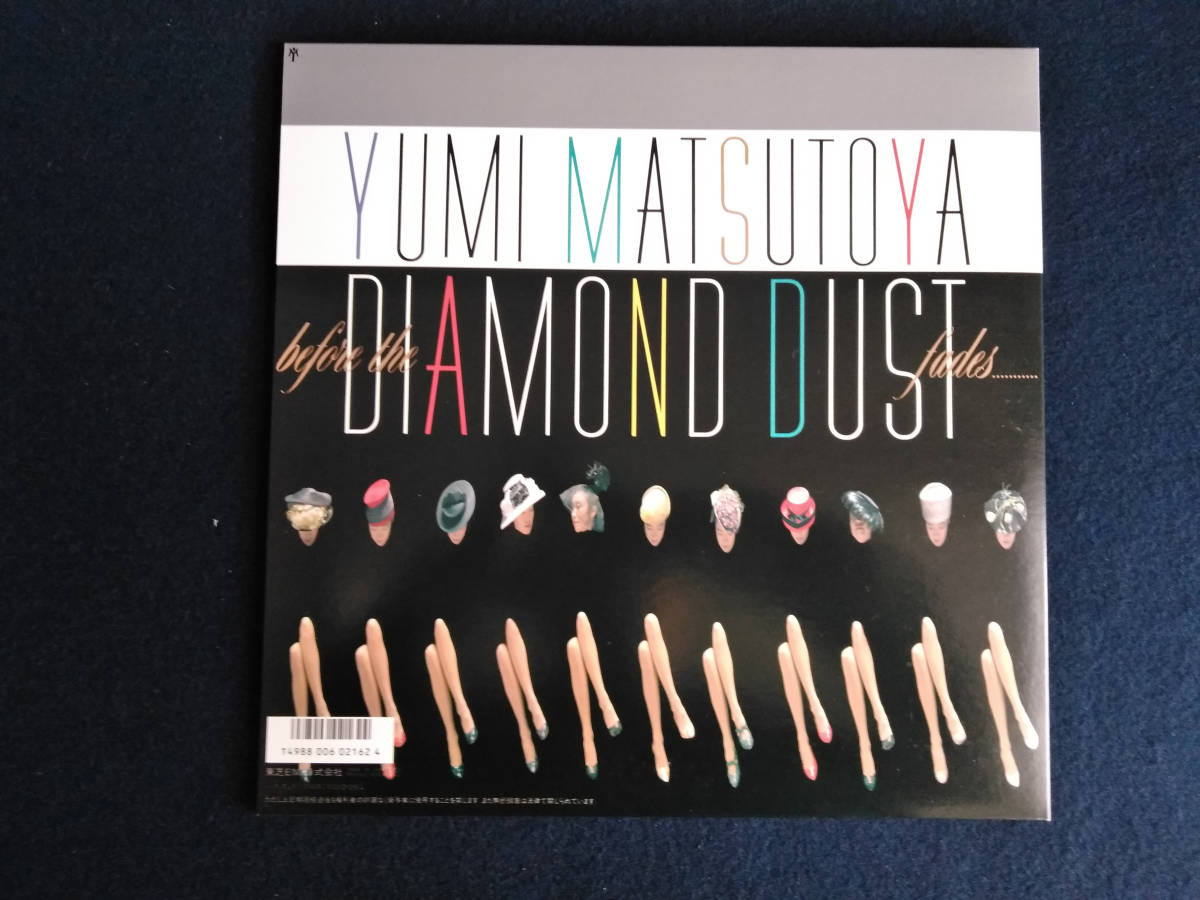 YUMI MATSUTOYA
before the DIAMOND DUST fades...........
T4988 006 02162 4
東芝EMI株式会社